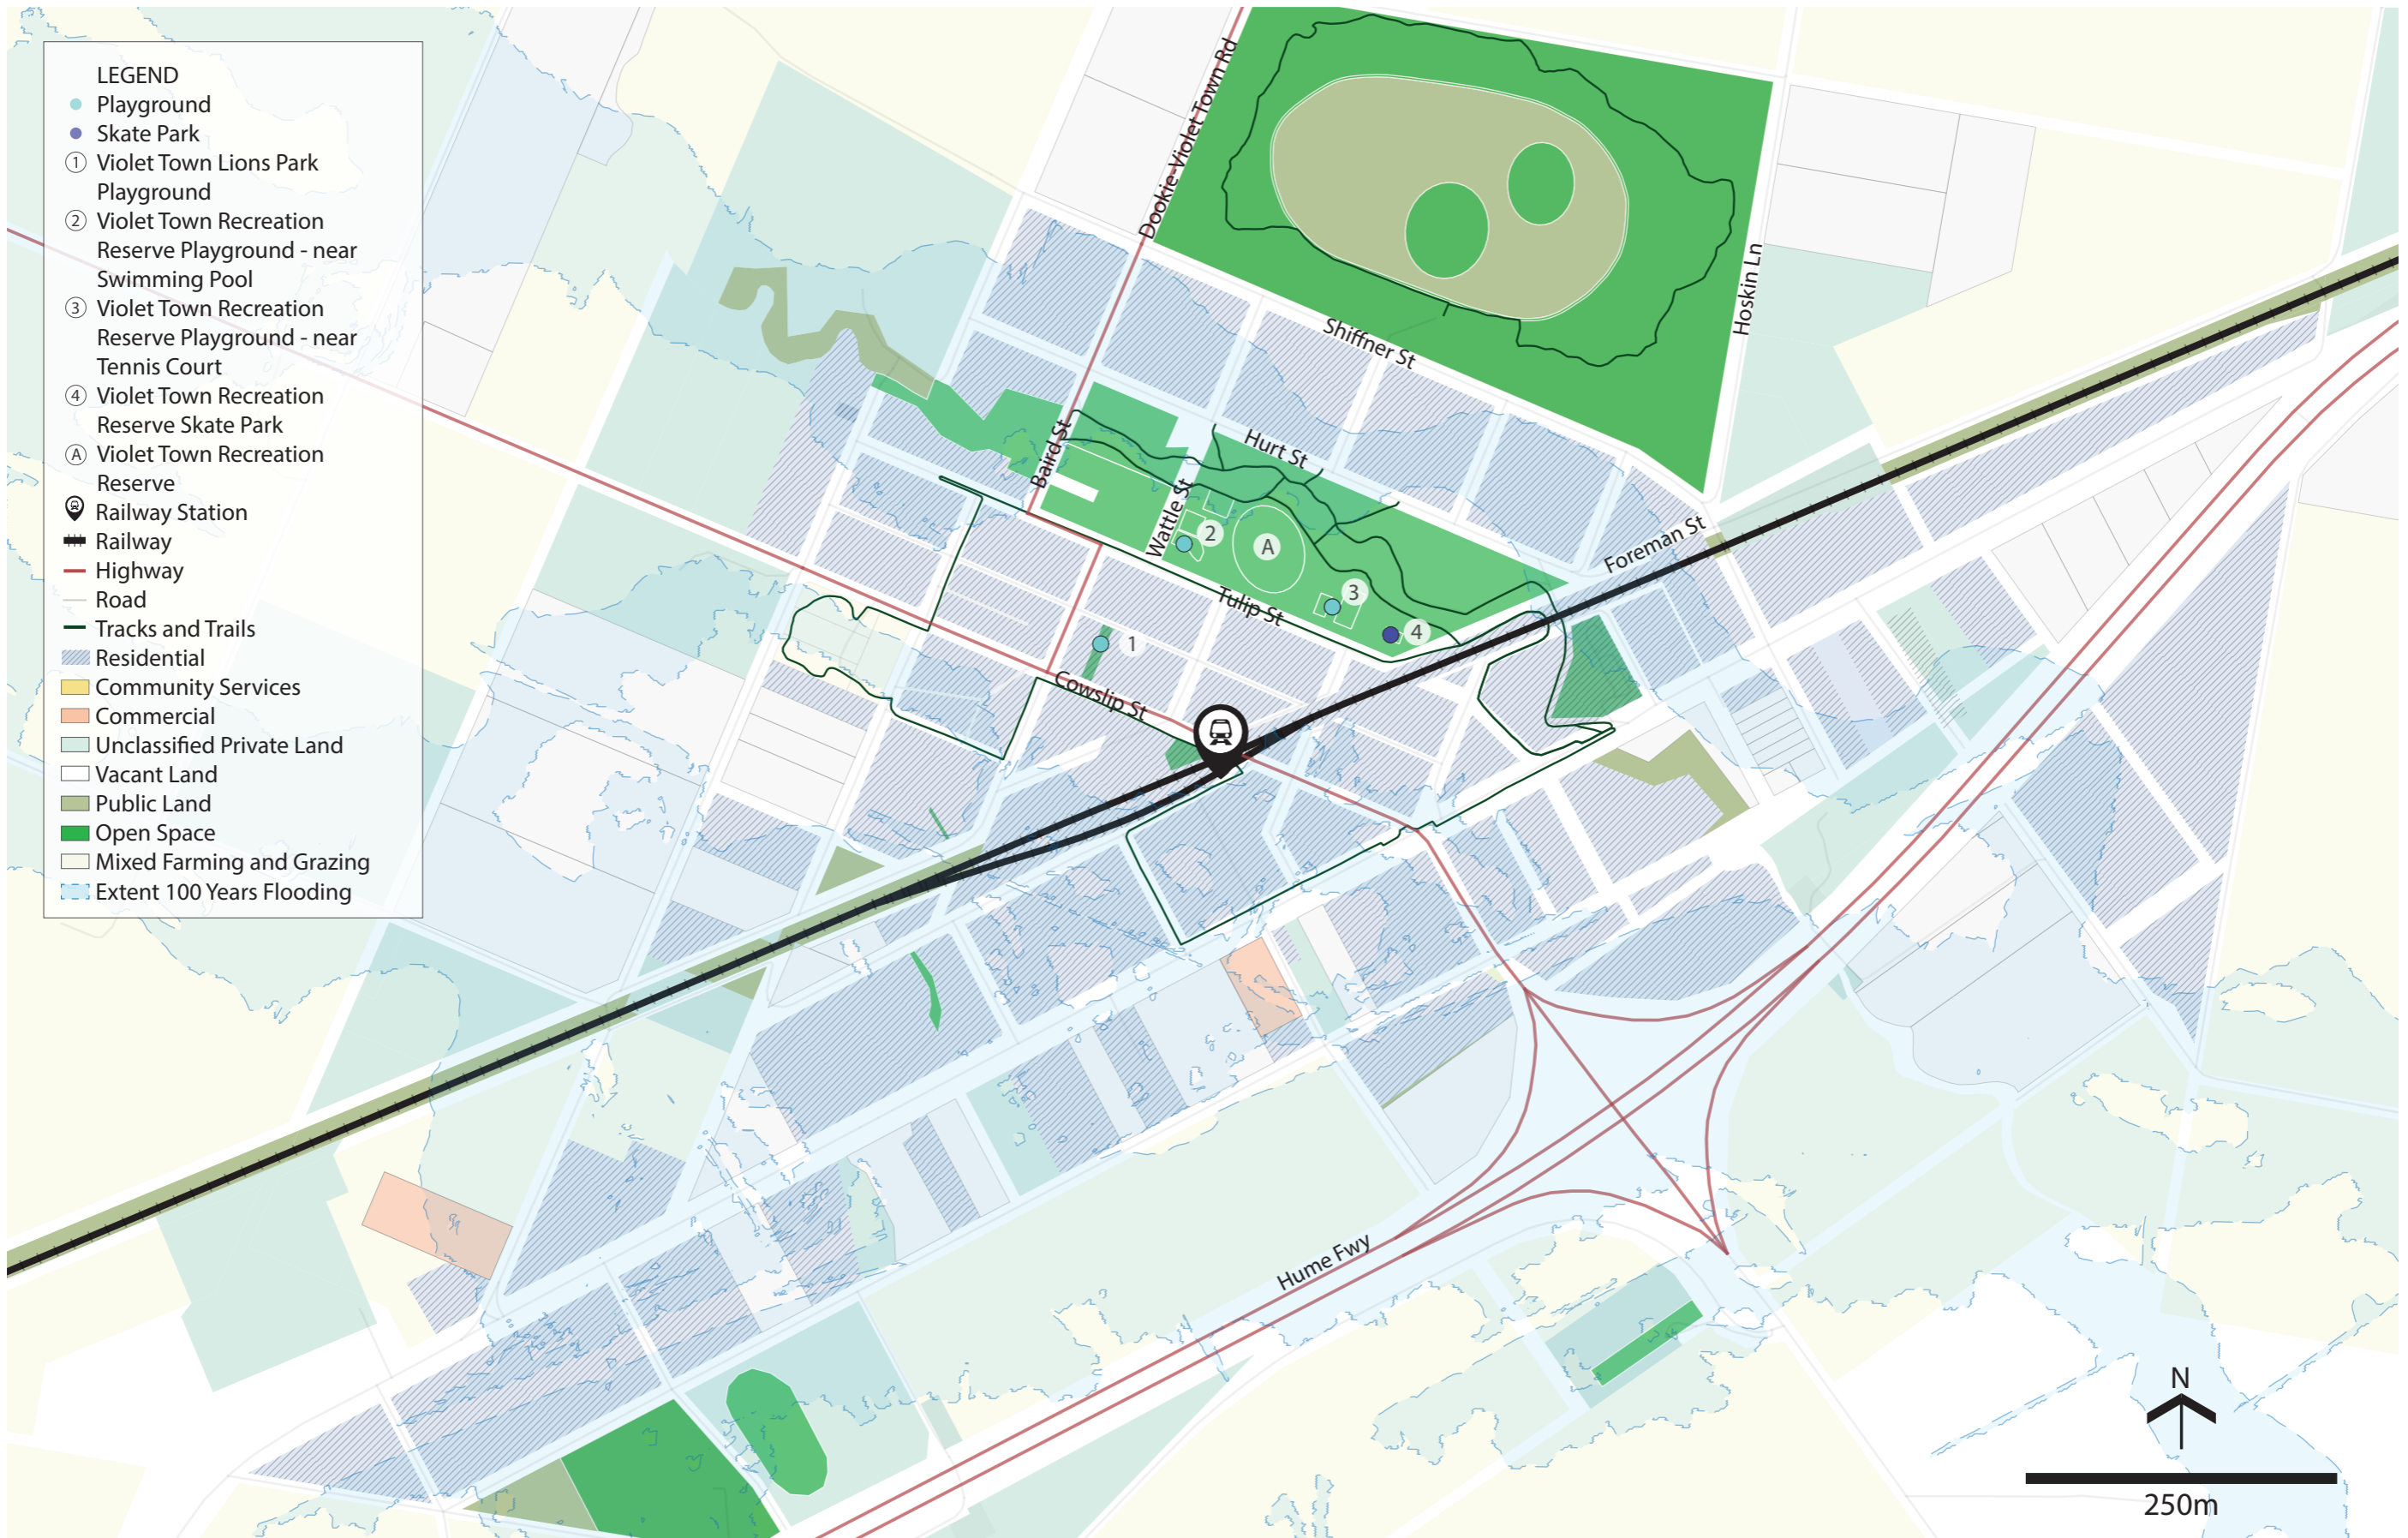 LEGEND
Playground
Skate Park
1 Violet Town Lions Park
Playground
2 Violet Town Recreation
Reserve Playground - near
Swimming Pool
3 Violet Town Recreation
Reserve Playground - near
Tennis Court
4 Violet Town Recreation
Reserve Skate Park
A Violet Town Recreation
Reserve
Railway Station
Railway
Highway
Road
Tracks and Trails
Residential
Community Services
Commercial
Unclassified Private Land
Vacant Land
Public Land
Open Space
Mixed Farming and Grazing
Extent 100 Years Flooding
Dookie-Violet Town Rd
Hoskin Ln
Shiffner St
Hurt St
Baird St
Wattle St
2
A
Foreman St
3
Tulip St
4
1
Cowslip St
Hume Fwy
N
250m